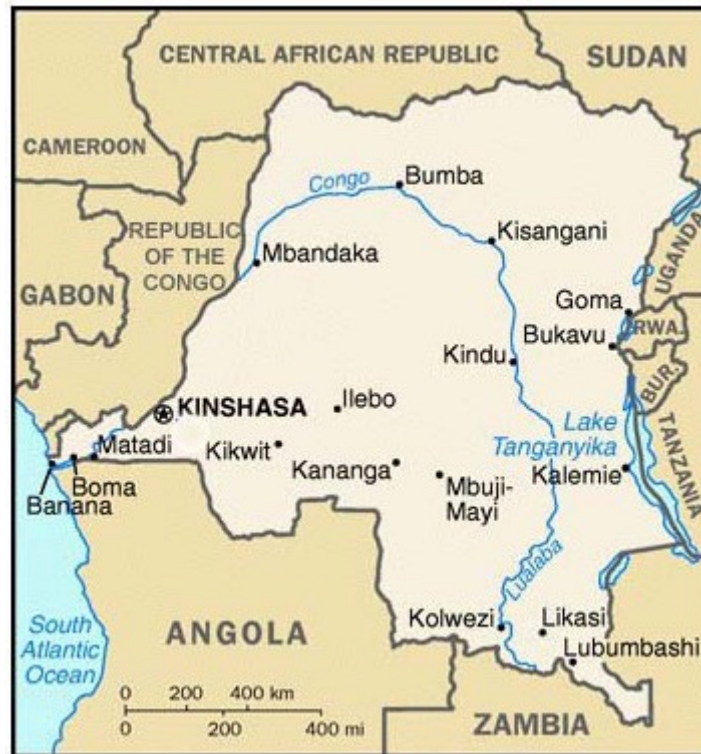 CENTRAL AFRICAN REPUBLIC
SUDAN
CAMEROON
Congo
Bumba
REPUBLIC
OF THE
CONGO
Kisangani
Mbandaka
UGANDA
GABON
Goma
RWA.
Bukavu
Kindu
BUR.
KINSHASA
Ilebo
Lake
Tanganyika
TANZANIA
Matadi
Kikwit
Kananga
Kalemie
Boma
Banana
Mbuji-
Mayi
Lualaba
Kolwezi
Likasi
South
Atlantic
Ocean
ANGOLA
Lubumbashi
0 200 400 km
0 200 400 mi
ZAMBIA